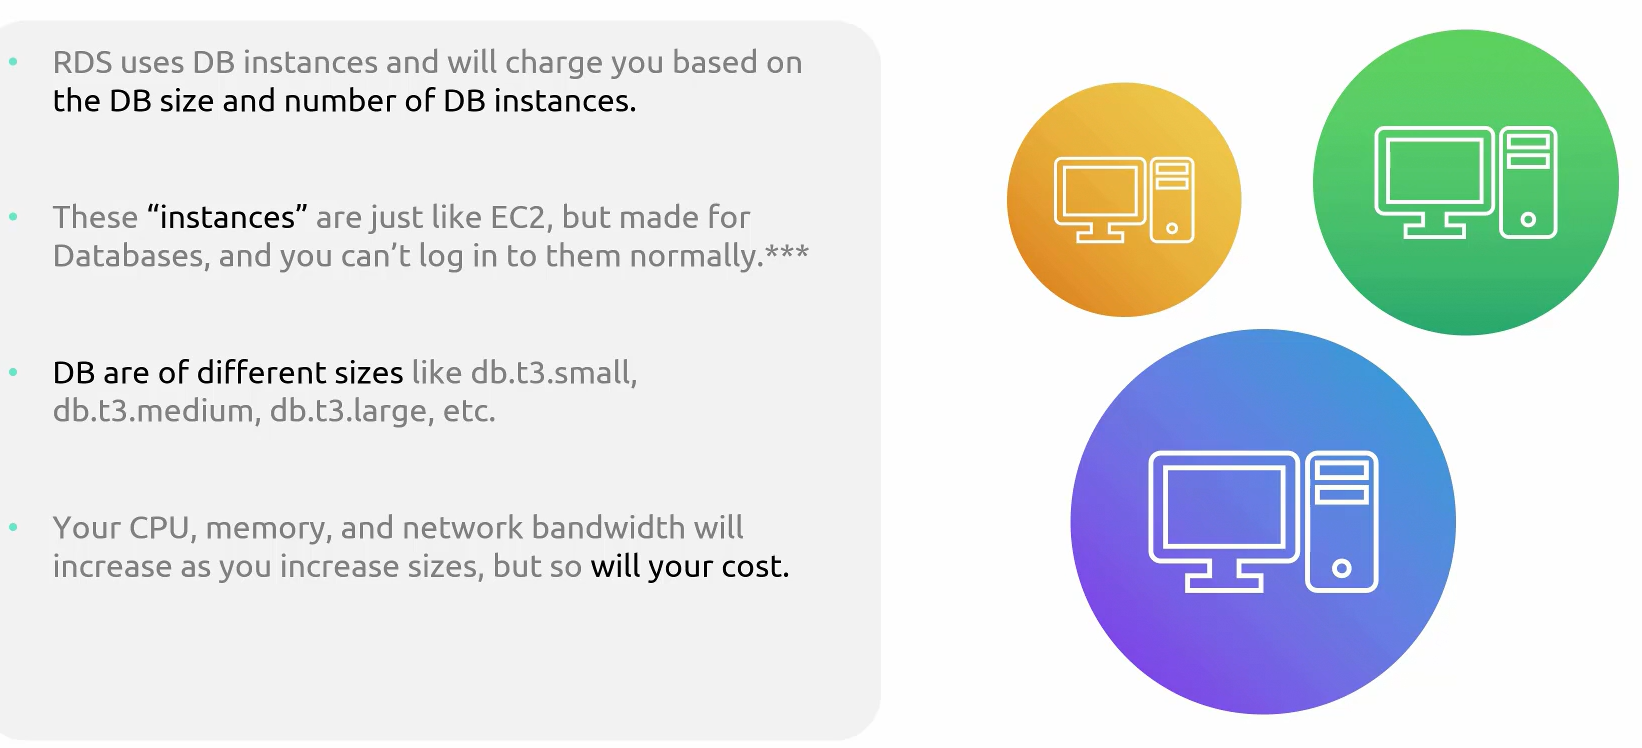 • RDS uses DB instances and will charge you based on
the DB size and number of DB instances.
• These “instances” are just like EC2, but made for
Databases, and you can’t log in to them normally.***
• DB are of different sizes like db.t3.small,
db.t3.medium, db.t3.large, etc.
• Your CPU, memory, and network bandwidth will
increase as you increase sizes, but so will your cost.